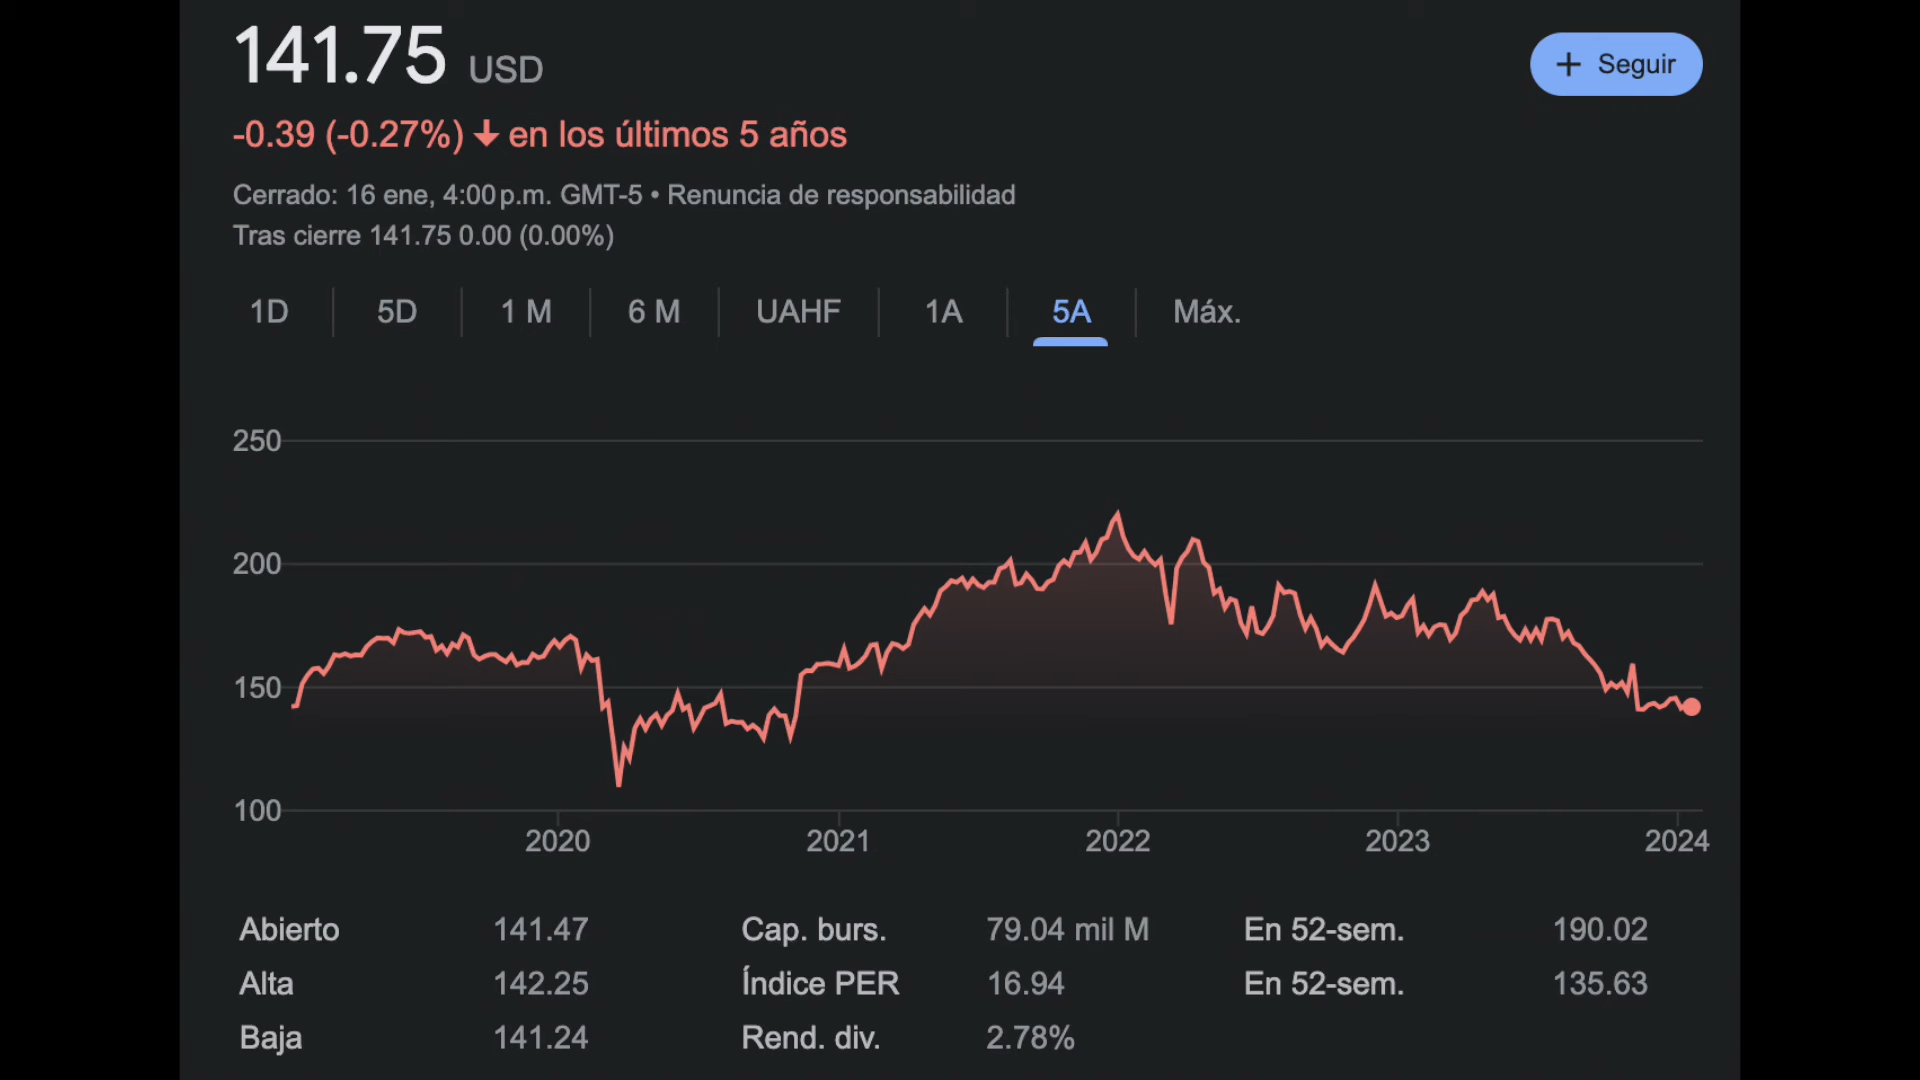 141.75 USD
+ Seguir
-0.39 (-0.27%) ↓ en los últimos 5 años
Cerrado: 16 ene, 4:00 p.m. GMT-5 • Renuncia de responsabilidad
Tras cierre 141.75 0.00 (0.00%)
1D 5D 1 M 6 M UAHF 1A 5A Máx.
250
200
150
100
2020 2021 2022 2023 2024
Abierto 141.47 Cap. burs. 79.04 mil M En 52-sem. 190.02
Alta 142.25 Índice PER 16.94 En 52-sem. 135.63
Baja 141.24 Rend. div. 2.78%